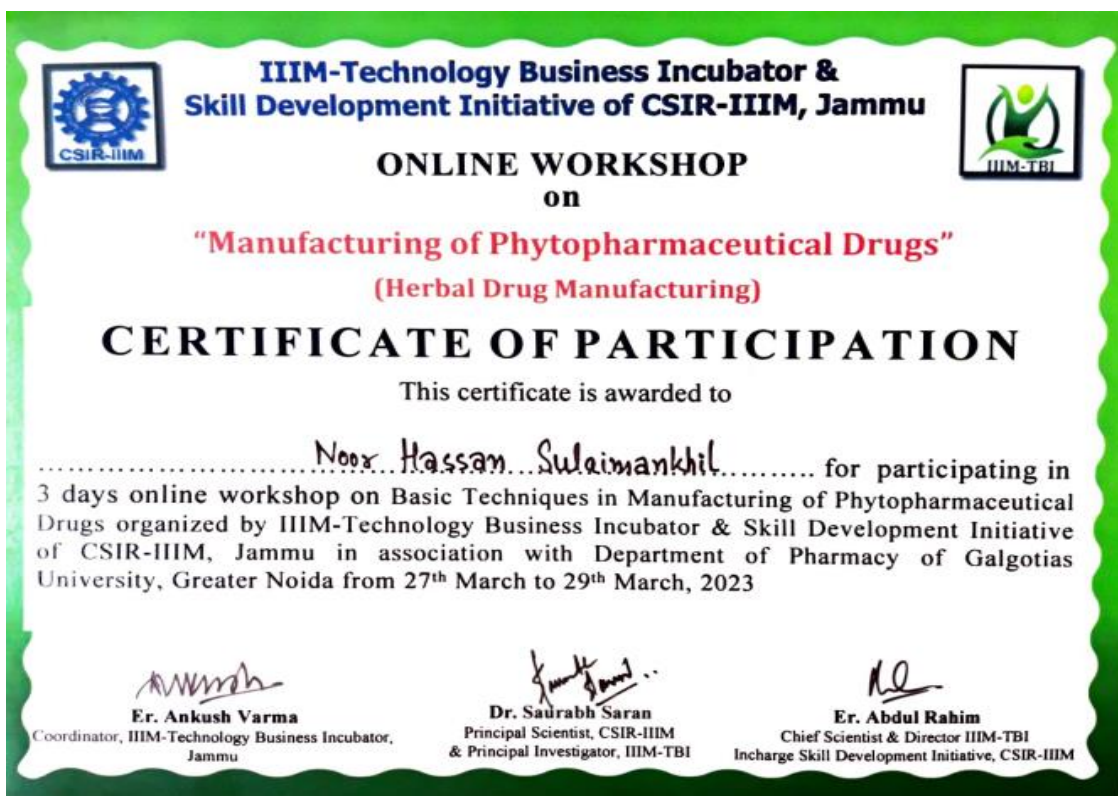 IIIM-Technology Business Incubator &
Skill Development Initiative of CSIR-IIIM, Jammu
CSIR-IIIM
IIIM-TBI
ONLINE WORKSHOP
on
“Manufacturing of Phytopharmaceutical Drugs”
(Herbal Drug Manufacturing)
CERTIFICATE OF PARTICIPATION
This certificate is awarded to
Noor Hassan Sulaimankhil for participating in
3 days online workshop on Basic Techniques in Manufacturing of Phytopharmaceutical
Drugs organized by IIIM-Technology Business Incubator & Skill Development Initiative
of CSIR-IIIM, Jammu in association with Department of Pharmacy of Galgotias
University, Greater Noida from 27th March to 29th March, 2023
Er. Ankush Varma
Coordinator, IIIM-Technology Business Incubator,
Jammu
Dr. Saurabh Saran
Principal Scientist, CSIR-IIIM
& Principal Investigator, IIIM-TBI
Er. Abdul Rahim
Chief Scientist & Director IIIM-TBI
Incharge Skill Development Initiative, CSIR-IIIM